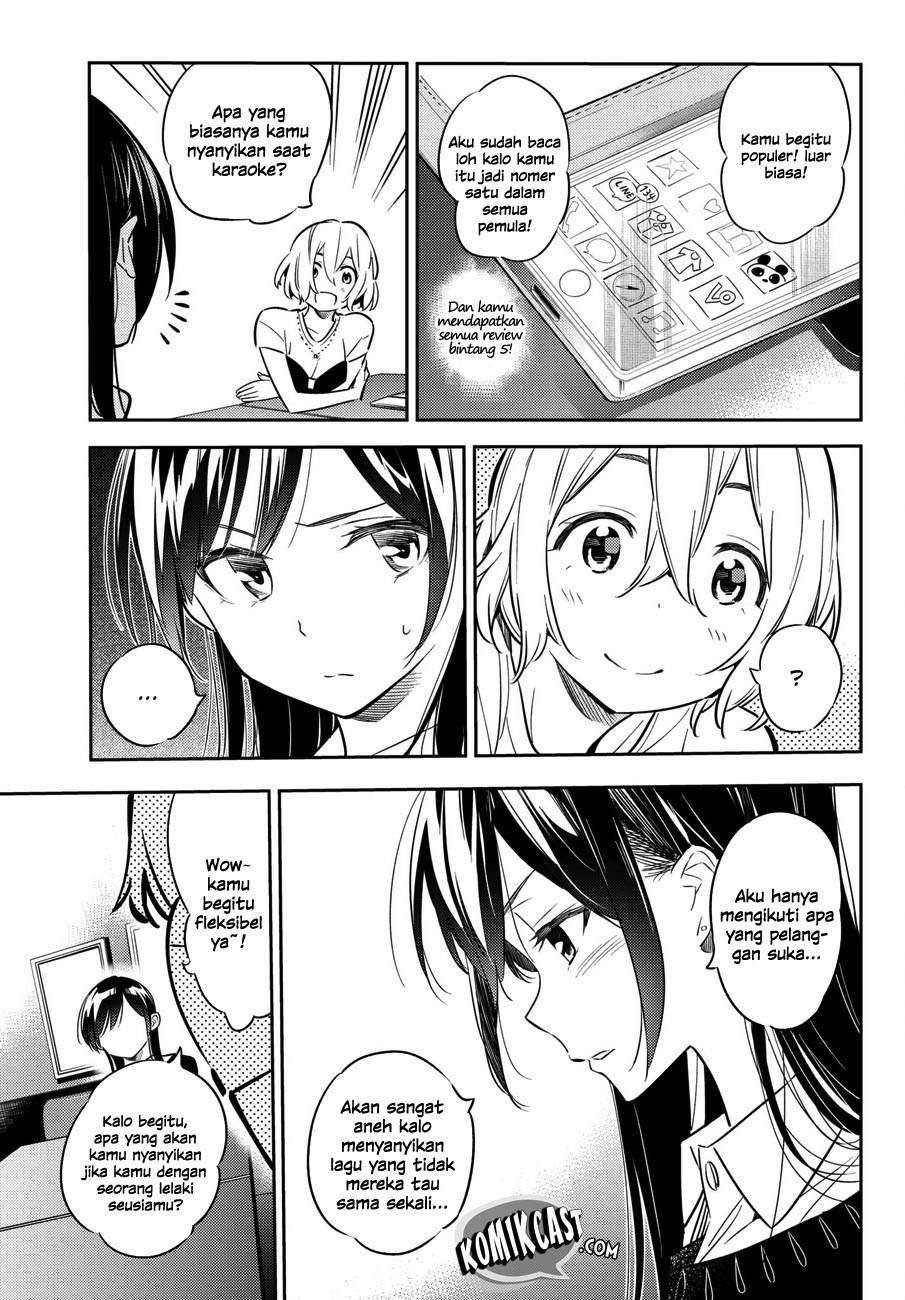 Kamu begitu
populer! luar
biasa!
Aku sudah baca
loh kalo kamu
itu jadi nomer
satu dalam
semua
pemula!
Dan kamu
mendapatkan
semua review
bintang 5!
LINE
134
Apa yang
biasanya kamu
nyanyikan saat
karaoke?
?
...
Aku hanya
mengikuti apa
yang pelang-
gan suka...
Akan sangat
aneh kalo
menyanyikan
lagu yang tidak
mereka tau
sama sekali...
Wow~
kamu
begitu
fleksibel
ya~!
Kalo begitu,
apa yang akan
kamu nyanyikan
jika kamu dengan
seorang lelaki
seusiamu?
KOMIKCAST
.COM